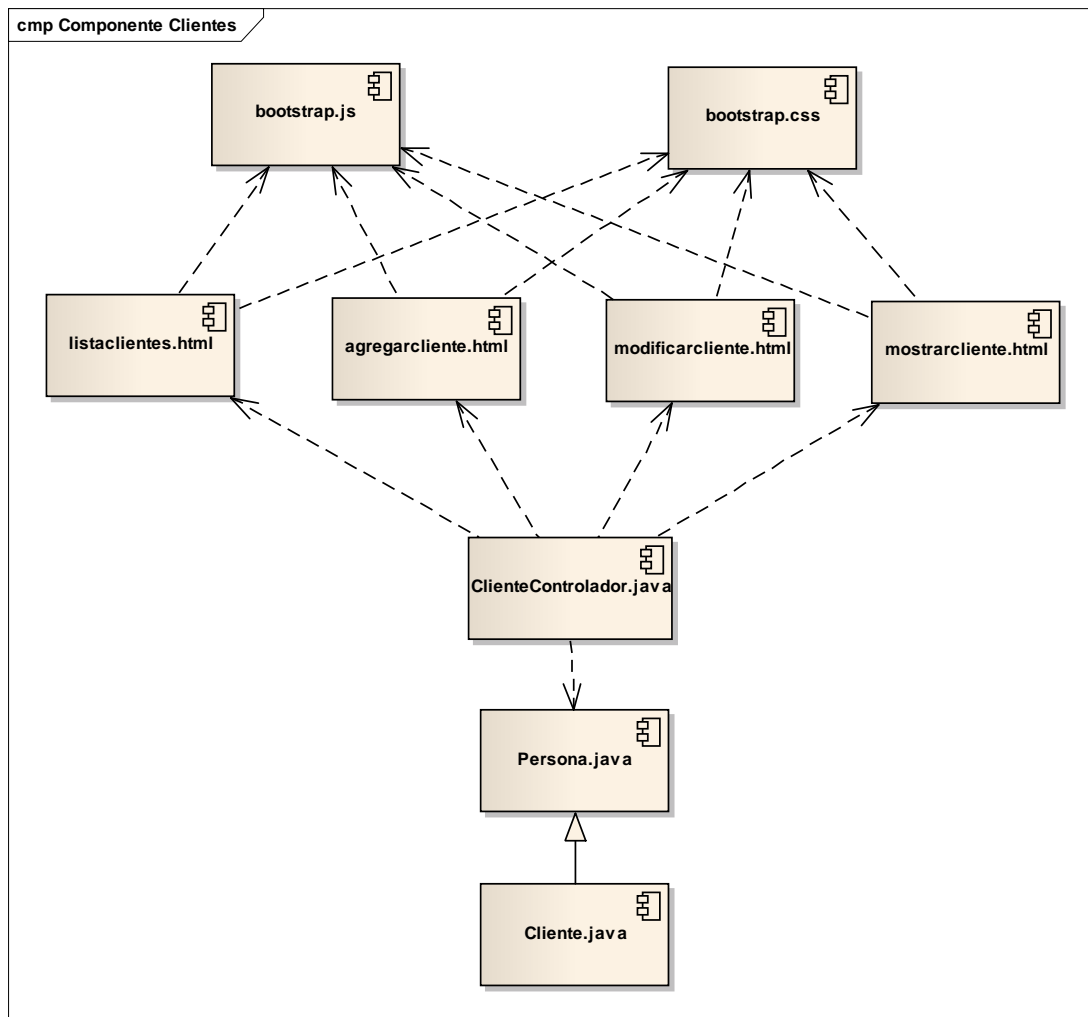 cmp Componente Clientes
bootstrap.js
bootstrap.css
listaclientes.html
agregarcliente.html
modificarcliente.html
mostrarcliente.html
ClienteControlador.java
Persona.java
Cliente.java